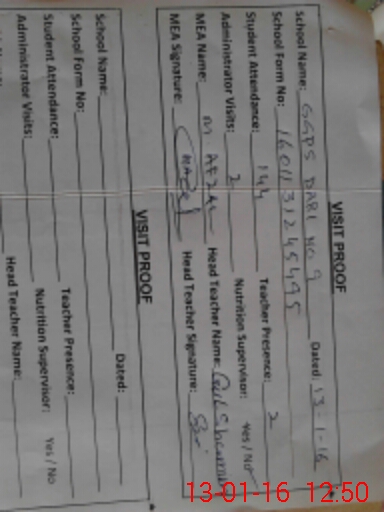 VISIT PROOF
School Name: GGPS DARI NO 9 Dated: 13-1-16
School Form No: 1601131245495
Student Attendance: 144 Teacher Presence: 2
Administrator Visits: 2 Nutrition Supervisor: Yes / No
MEA Name: M AFZAL Head Teacher Name: Gul
MEA Signature: Head Teacher Signature:
VISIT PROOF
School Name: Dated:
School Form No:
Student Attendance: Teacher Presence:
Administrator Visits: Nutrition Supervisor: Yes / No
Head Teacher Name:
13-01-16 12:50